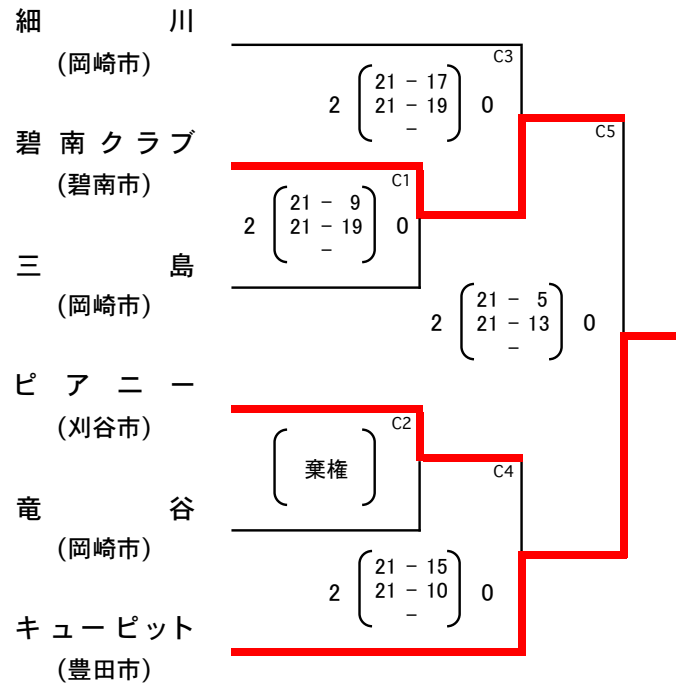 細川
(岡崎市)
C3
2 21 - 17 0
21 - 19
-
碧南クラブ
(碧南市)
C5
C1
2 21 - 9 0
21 - 19
-
三島
(岡崎市)
2 21 - 5 0
21 - 13
-
ピアニー
(刈谷市)
C2
棄権
C4
竜谷
(岡崎市)
2 21 - 15 0
21 - 10
-
キューピット
(豊田市)